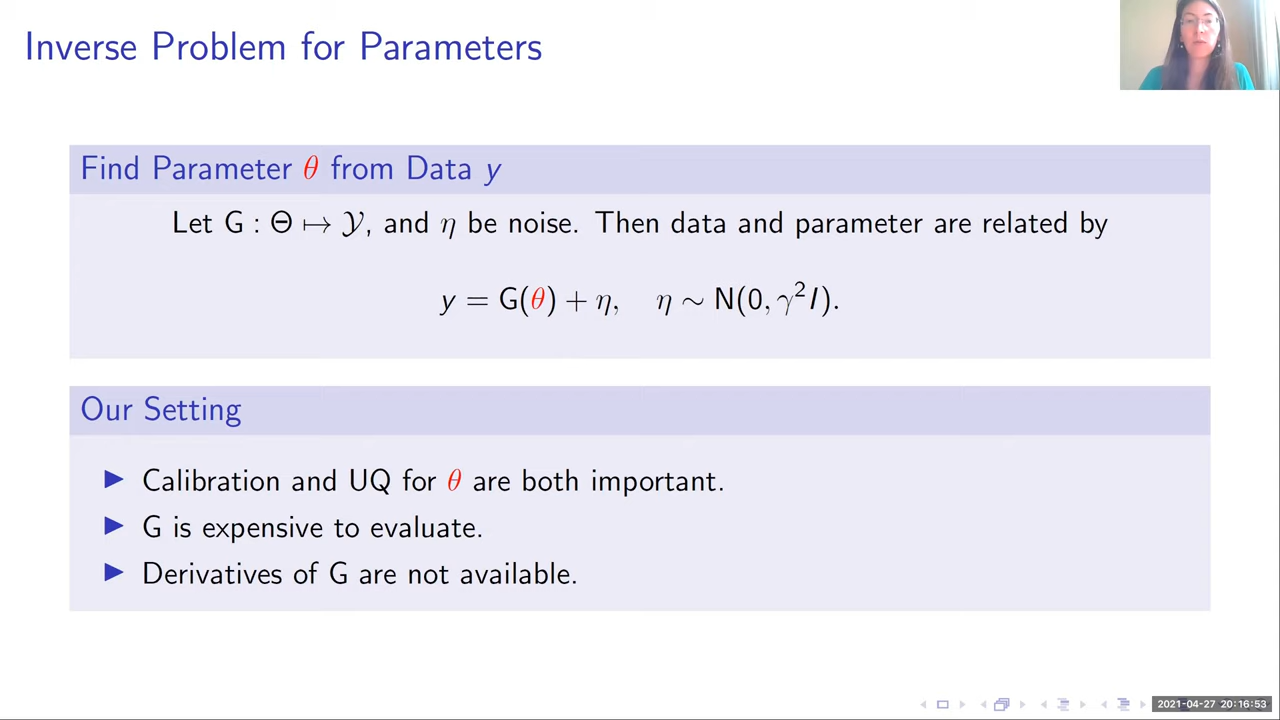 Inverse Problem for Parameters
Find Parameter θ from Data y
Let G : Θ ↦ 𝒴, and η be noise. Then data and parameter are related by
y = G(θ) + η, η ∼ N(0, γ²I).
Our Setting
▶ Calibration and UQ for θ are both important.
▶ G is expensive to evaluate.
▶ Derivatives of G are not available.
2021-04-27 20:16:53